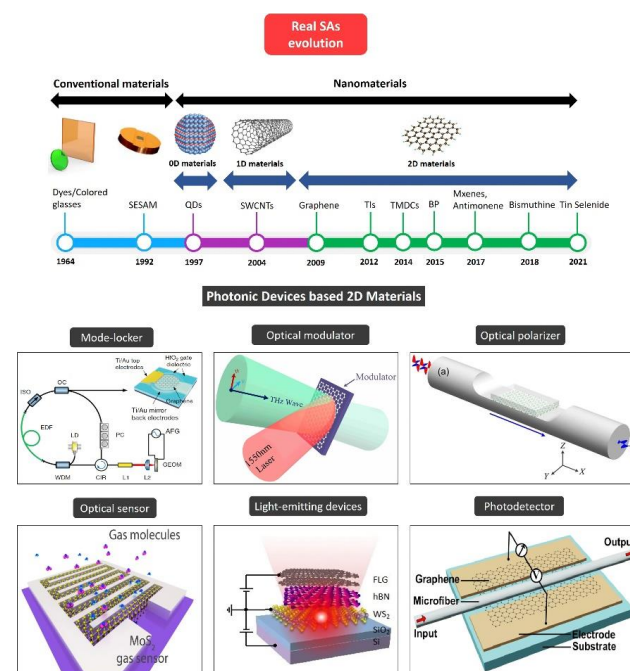 Real SAs
evolution
Conventional materials
Nanomaterials
0D materials
1D materials
2D materials
Dyes/Colored
glasses
SESAM
QDs
SWCNTs
Graphene
TIs
TMDCs
BP
Mxenes,
Antimonene
Bismuthine
Tin Selenide
1964
1992
1997
2004
2009
2012
2014
2015
2017
2018
2021
Photonic Devices based 2D Materials
Mode-locker
Optical modulator
Optical polarizer
Ti/Au top
electrodes
HfO2 gate
dielectric
Graphene
Ti/Au mirror
back electrodes
ISO
OC
EDF
LD
PC
AFG
WDM
CIR
L1
L2
GEOM
Modulator
THz Wave
1550nm
Laser
(a)
Z
Y
X
Optical sensor
Light-emitting devices
Photodetector
Gas molecules
MoS2
gas sensor
FLG
hBN
WS2
SiO2
Si
Output
Graphene
Microfiber
V
Input
Electrode
Substrate